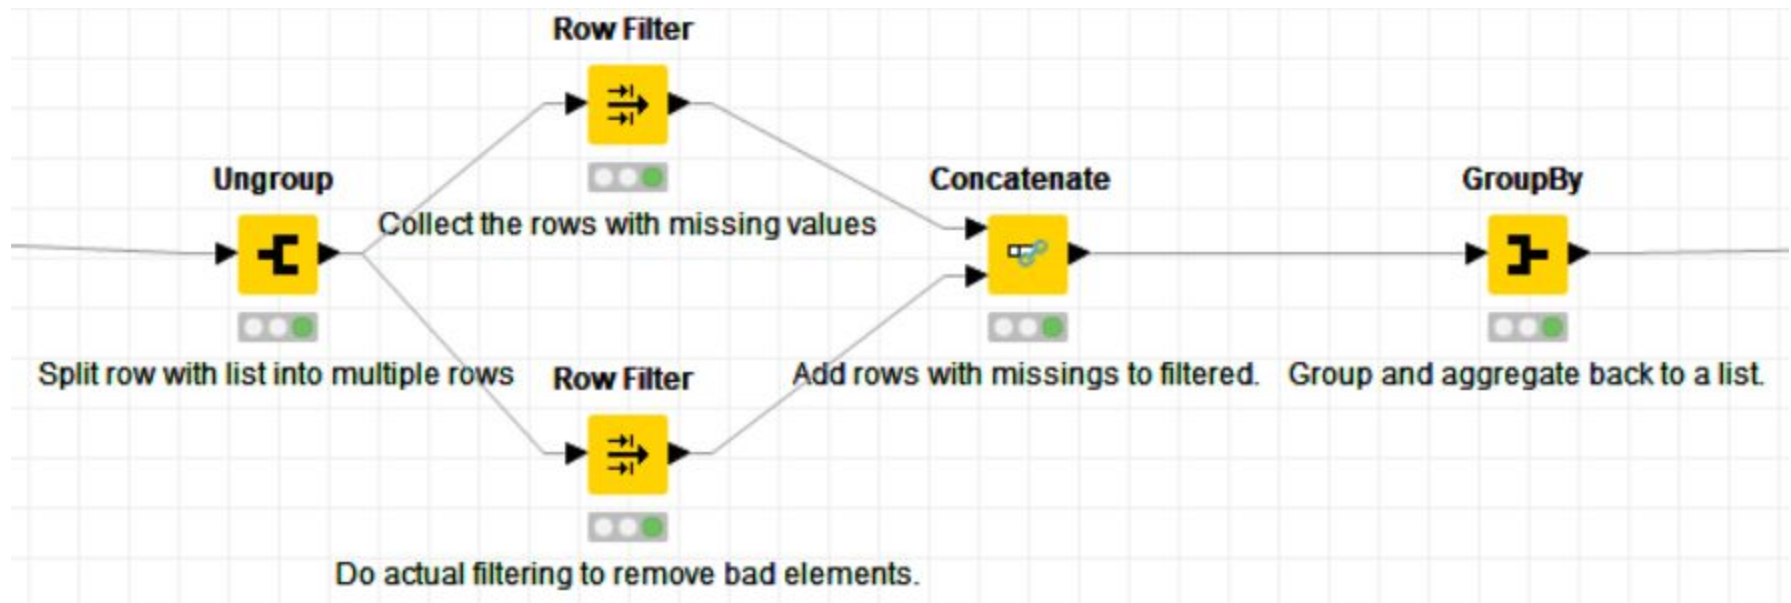 Row Filter
Collect the rows with missing values
Ungroup
Split row with list into multiple rows
Row Filter
Do actual filtering to remove bad elements.
Concatenate
Add rows with missings to filtered.
GroupBy
Group and aggregate back to a list.